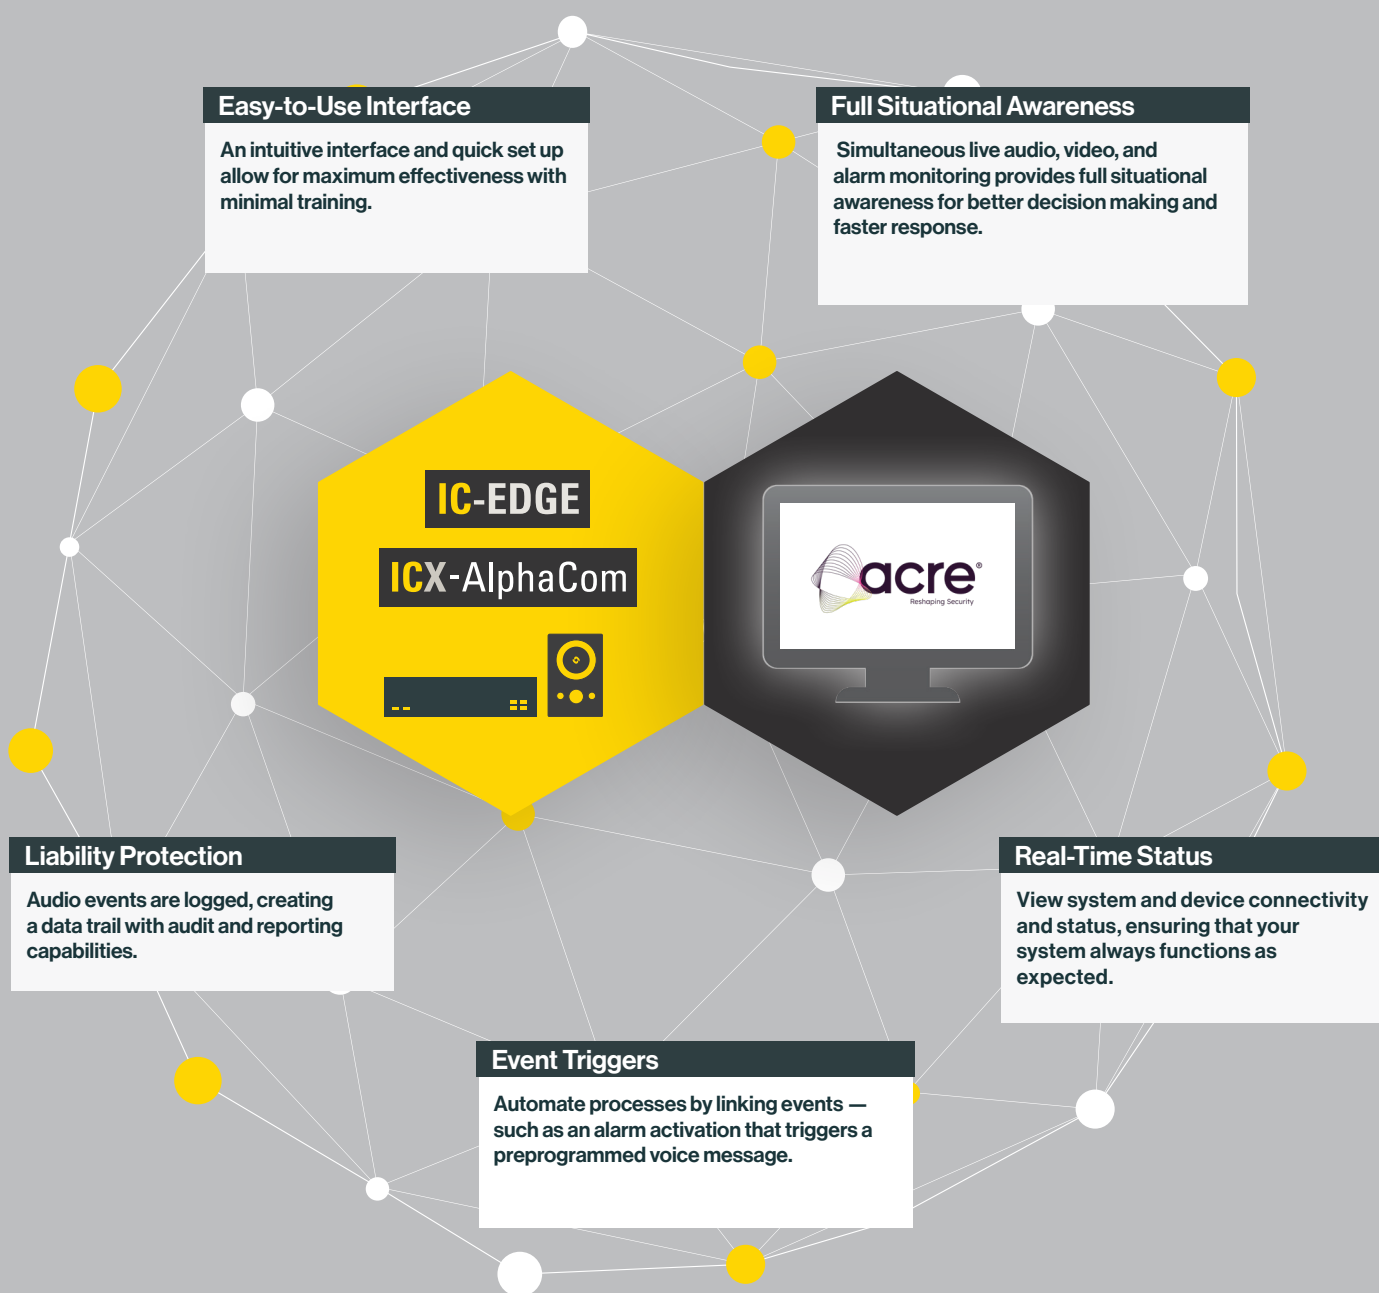 Easy-to-Use Interface
An intuitive interface and quick set up
allow for maximum effectiveness with
minimal training.
Full Situational Awareness
Simultaneous live audio, video, and
alarm monitoring provides full situational
awareness for better decision making and
faster response.
IC-EDGE
ICX-AlphaCom
acre®
Reshaping Security
Liability Protection
Audio events are logged, creating
a data trail with audit and reporting
capabilities.
Real-Time Status
View system and device connectivity
and status, ensuring that your
system always functions as
expected.
Event Triggers
Automate processes by linking events —
such as an alarm activation that triggers a
preprogrammed voice message.